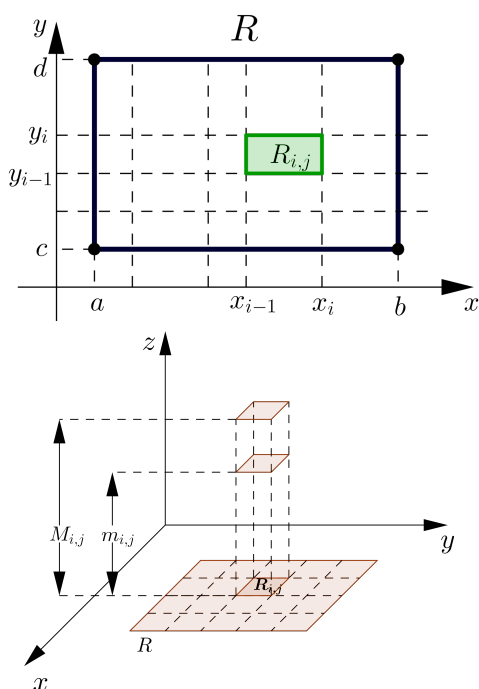 y
R
d
y_i
R_{i,j}
y_{i-1}
c
a
x_{i-1}
x_i
b
x
z
M_{i,j}
m_{i,j}
y
R_{i,j}
R
x